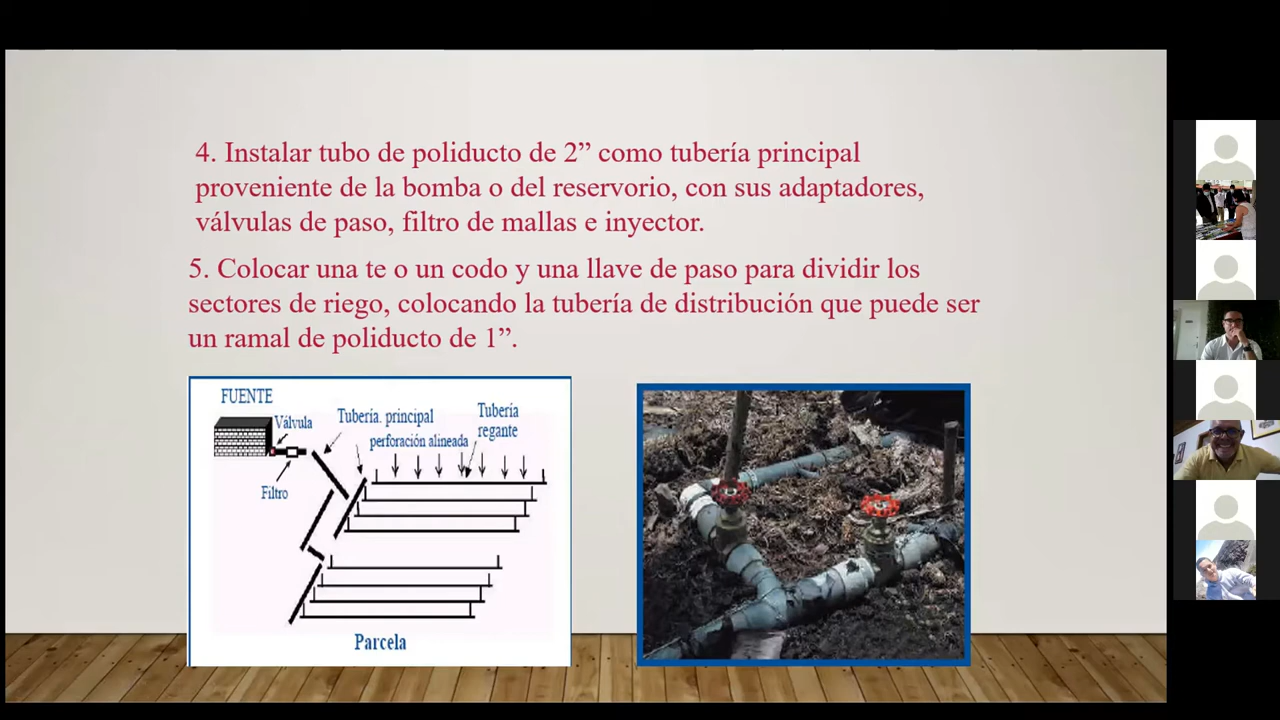 4. Instalar tubo de poliducto de 2” como tubería principal
proveniente de la bomba o del reservorio, con sus adaptadores,
válvulas de paso, filtro de mallas e inyector.
5. Colocar una te o un codo y una llave de paso para dividir los
sectores de riego, colocando la tubería de distribución que puede ser
un ramal de poliducto de 1”.
FUENTE
Válvula
Tubería. principal
Tubería
regante
perforación alineada
Filtro
Parcela